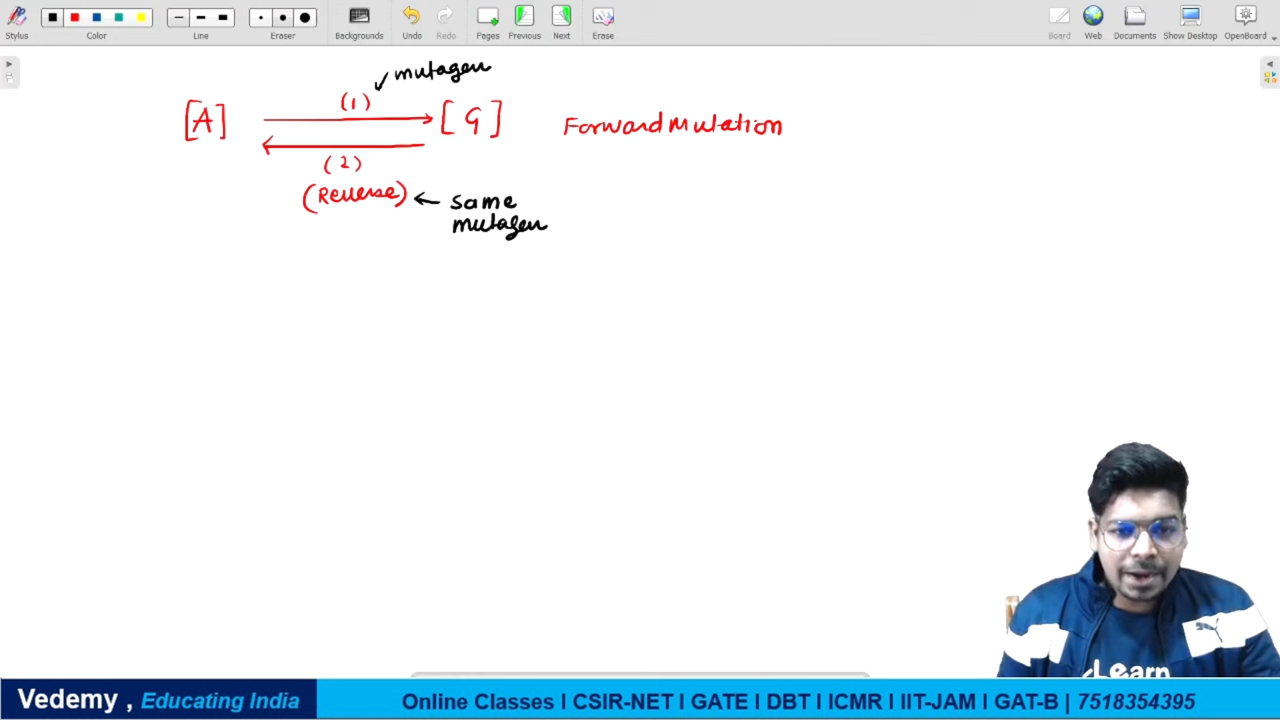 Stylus
Color
Line
Eraser
Backgrounds
Undo
Redo
Pages
Previous
Next
Erase
Board
Web
Documents
Show Desktop
OpenBoard
mutagen
[A] (1) [G] Forward Mutation
(2)
(Reverse) ← same
mutagen
Learn
Vedemy , Educating India
Online Classes I CSIR-NET I GATE I DBT I ICMR I IIT-JAM I GAT-B | 7518354395